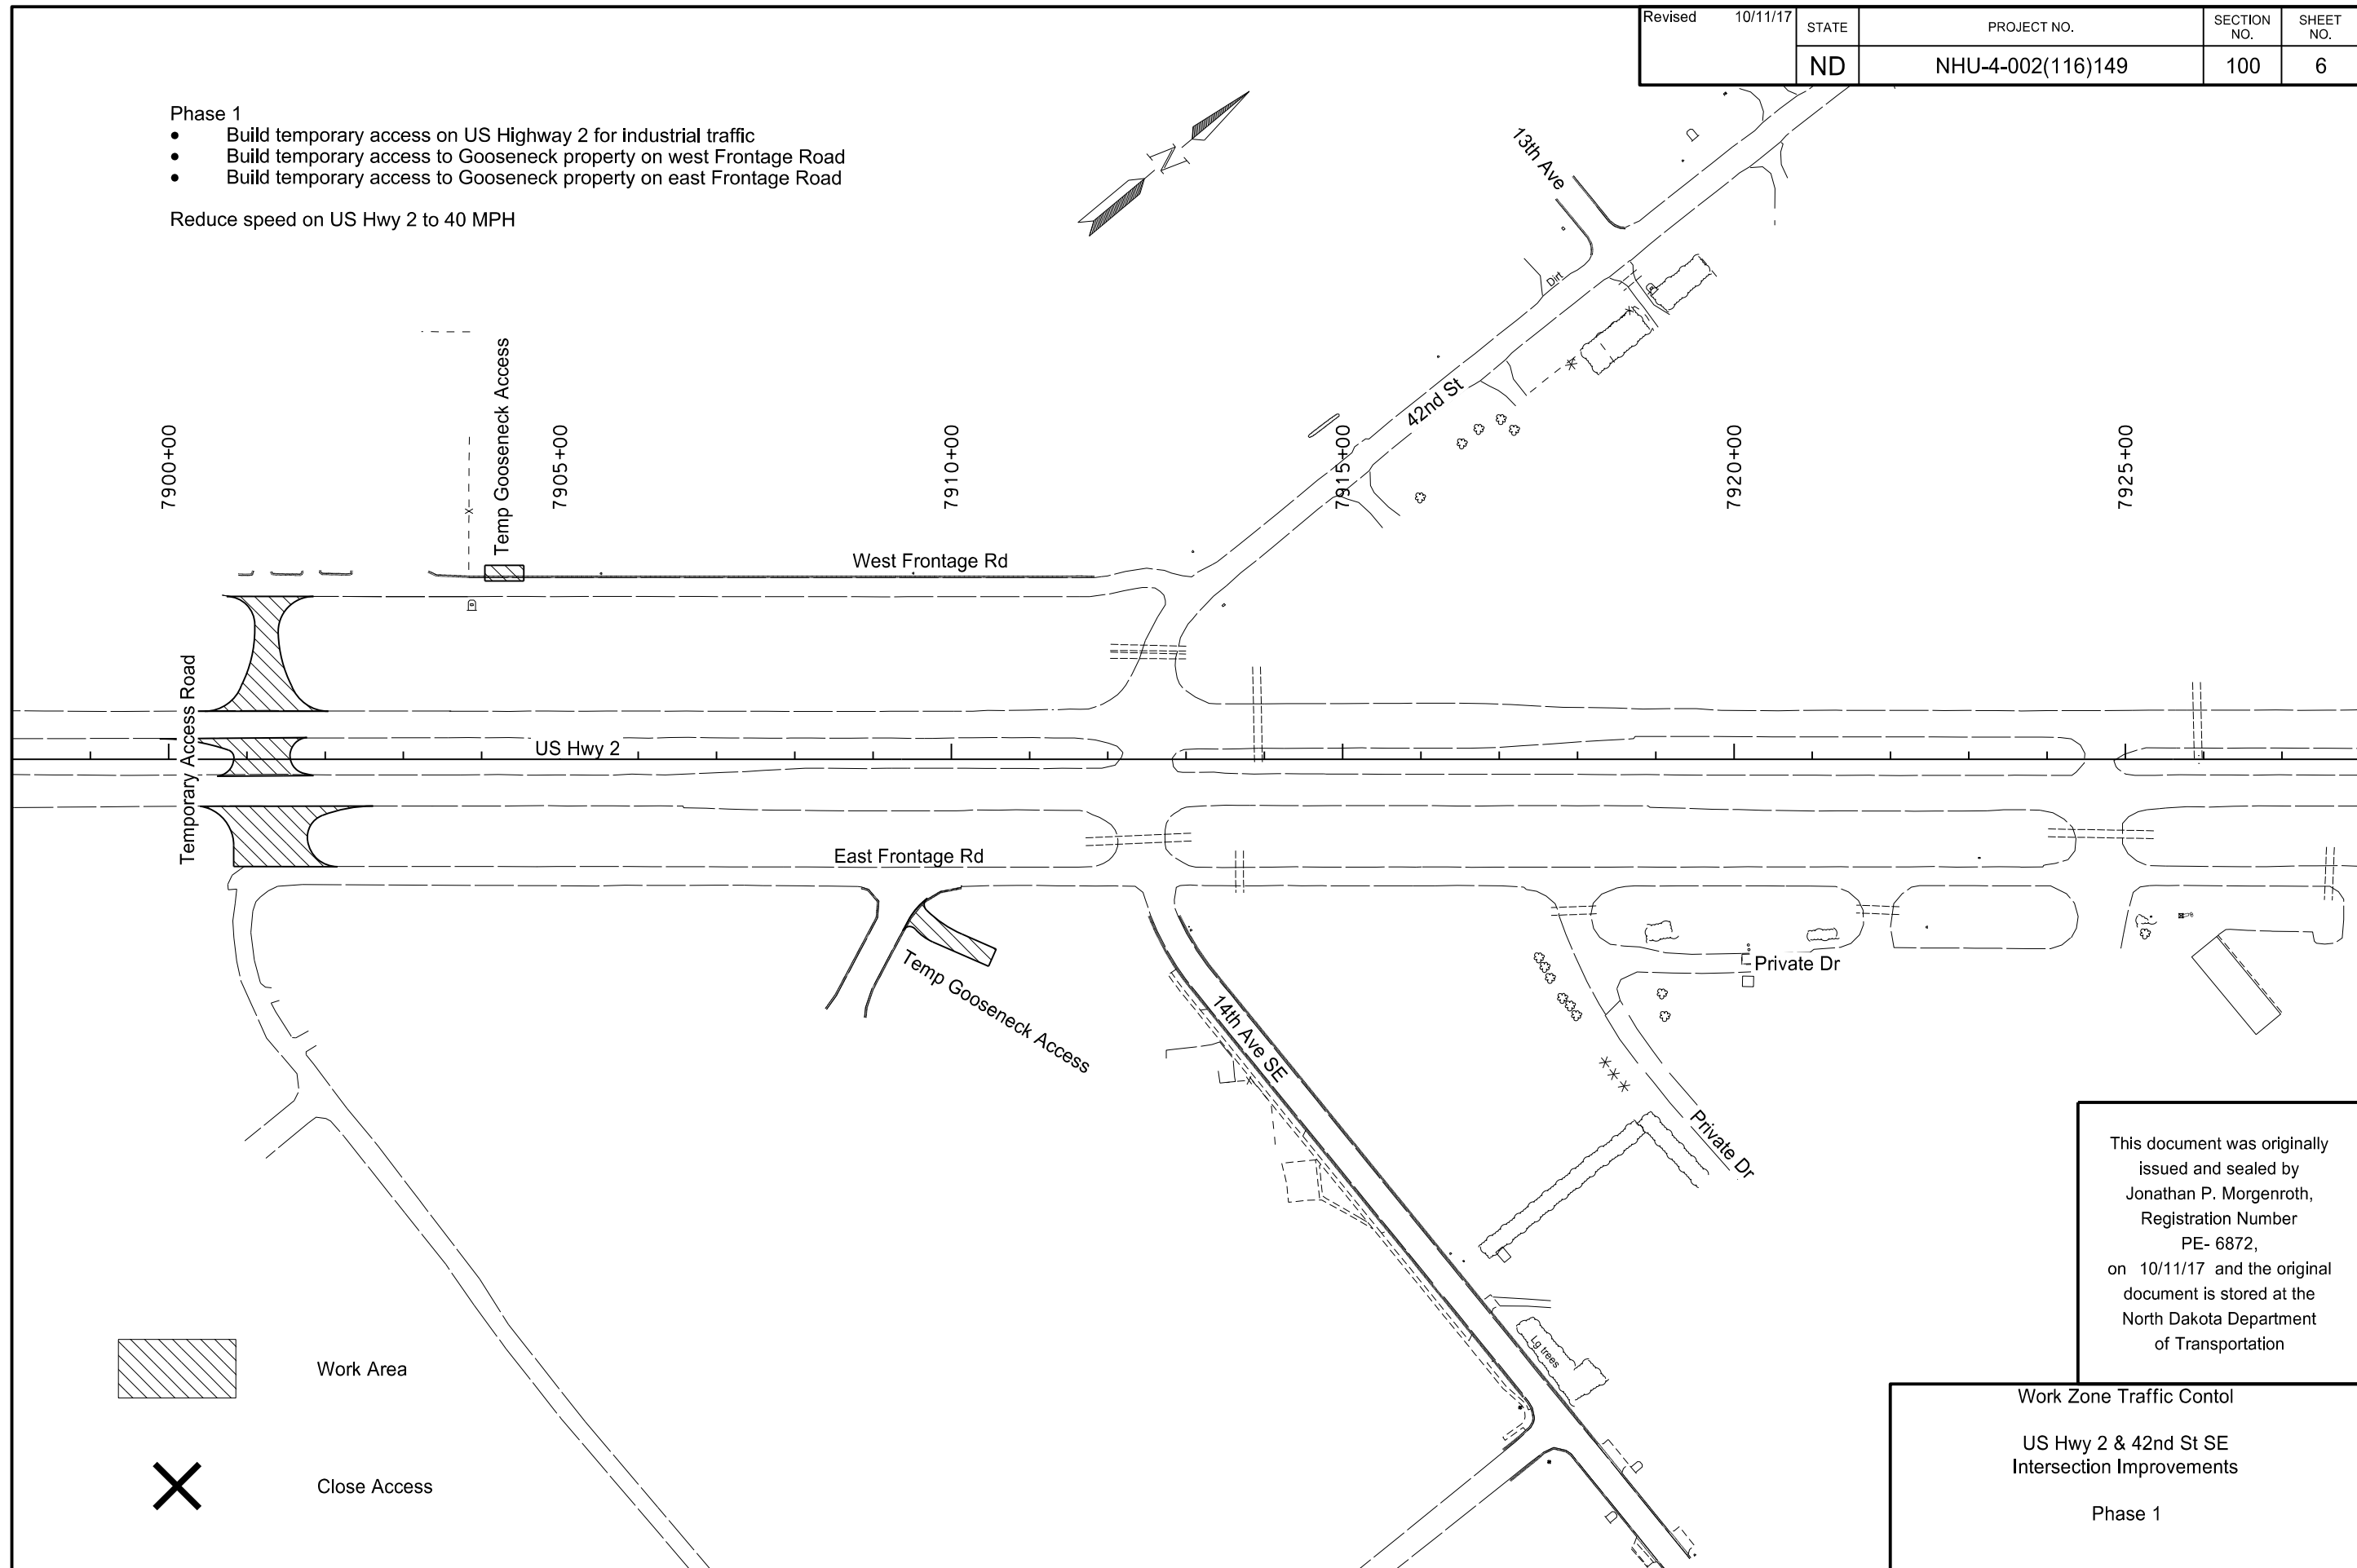 Revised 10/11/17
STATE
PROJECT NO.
SECTION
NO.
SHEET
NO.
ND
NHU-4-002(116)149
100
6
Phase 1
• Build temporary access on US Highway 2 for industrial traffic
• Build temporary access to Gooseneck property on west Frontage Road
• Build temporary access to Gooseneck property on east Frontage Road
Reduce speed on US Hwy 2 to 40 MPH
N
13th Ave
Dirt
42nd St
7900+00
Temp Gooseneck Access
7905+00
7910+00
7915+00
7920+00
7925+00
West Frontage Rd
Temporary Access Road
US Hwy 2
East Frontage Rd
Temp Gooseneck Access
14th Ave SE
Private Dr
Private Dr
Lg trees
This document was originally
issued and sealed by
Jonathan P. Morgenroth,
Registration Number
PE- 6872,
on 10/11/17 and the original
document is stored at the
North Dakota Department
of Transportation
Work Area
Close Access
Work Zone Traffic Contol
US Hwy 2 & 42nd St SE
Intersection Improvements
Phase 1